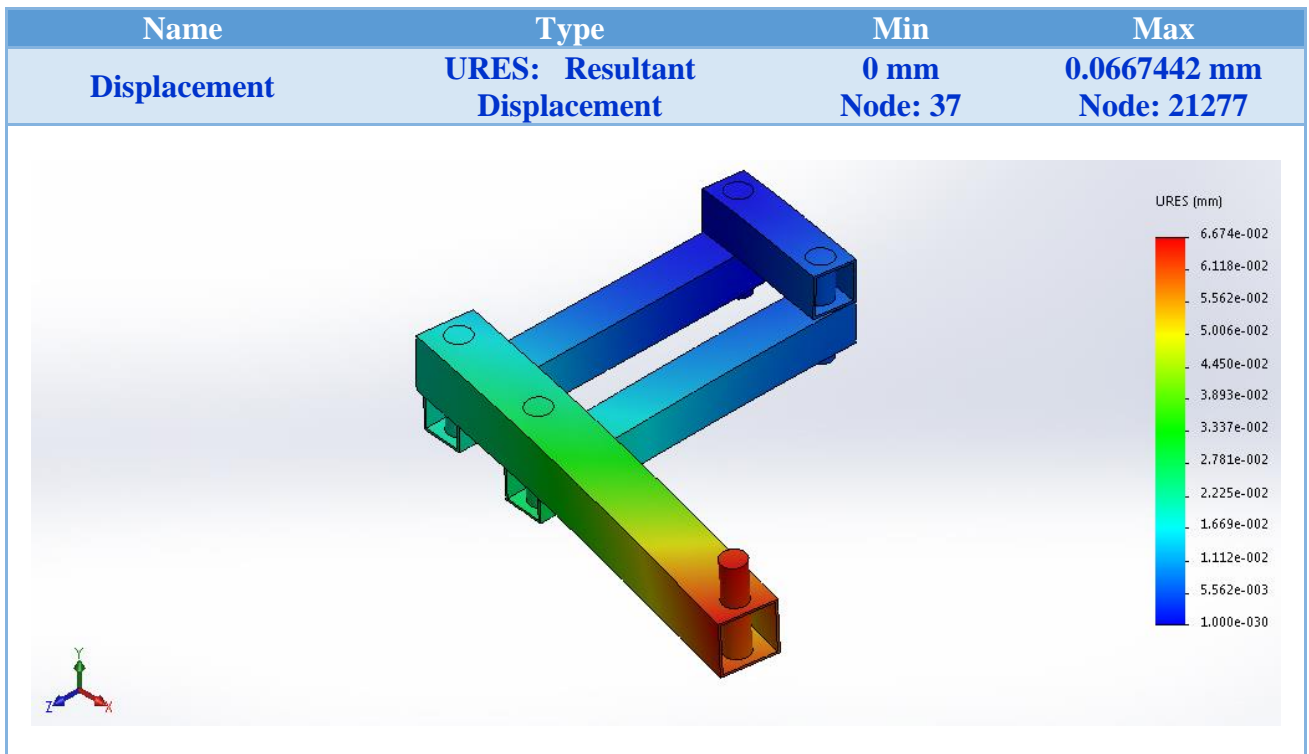 Name Type Min Max
Displacement URES: Resultant Displacement 0 mm Node: 37 0.0667442 mm Node: 21277
URES (mm)
6.674e-002
6.118e-002
5.562e-002
5.006e-002
4.450e-002
3.893e-002
3.337e-002
2.781e-002
2.225e-002
1.669e-002
1.112e-002
5.562e-003
1.000e-030
Y
Z X